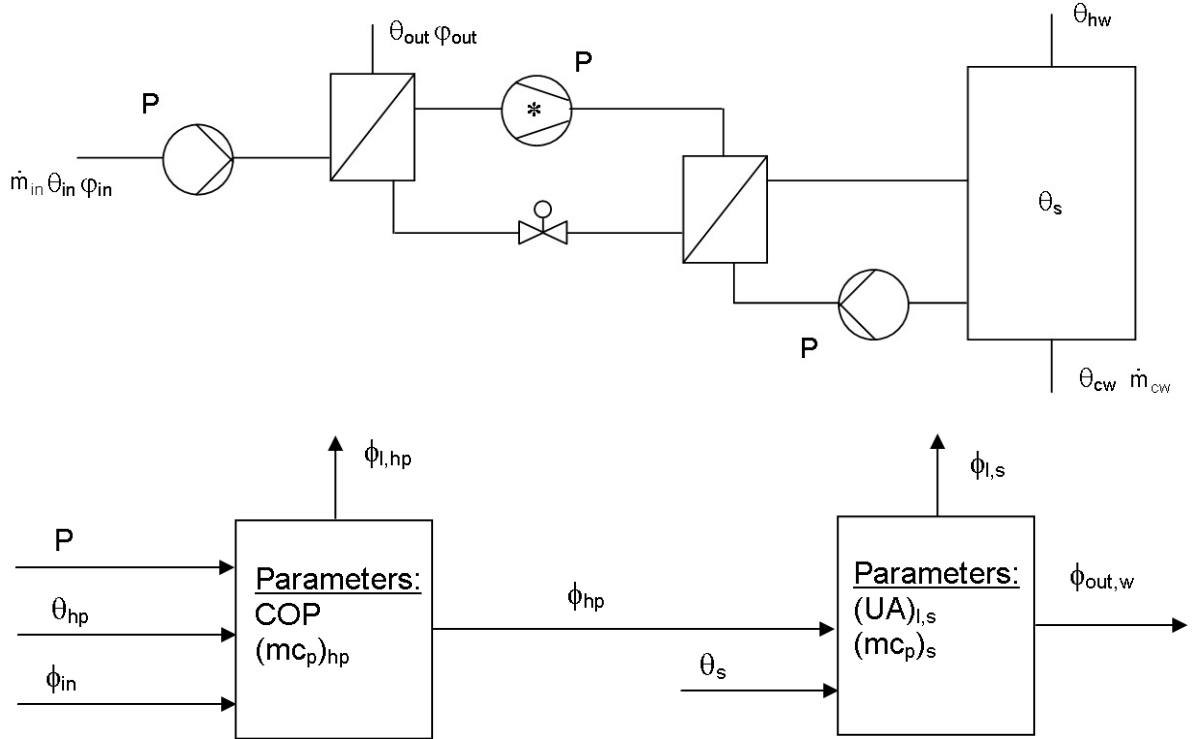 θhw
θout φout
P
P
*
ṁin θin φin
θs
P
θcw ṁcw
ϕl,hp
ϕl,s
P
Parameters:
COP
(mcp)hp
θhp
ϕin
ϕhp
θs
Parameters:
(UA)l,s
(mcp)s
ϕout,w